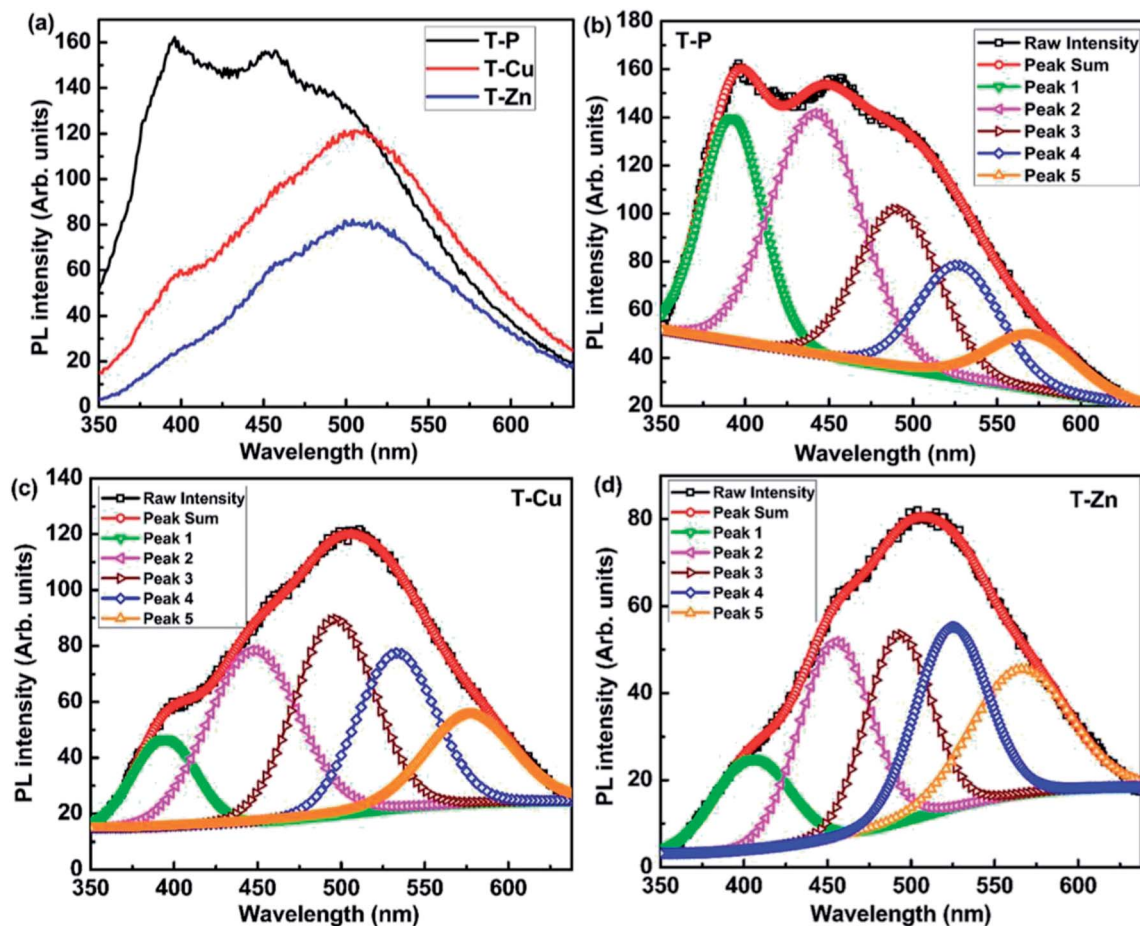 (a)
T-P
T-Cu
T-Zn
160
140
120
100
80
60
40
20
0
350 400 450 500 550 600
PL intensity (Arb. units)
Wavelength (nm)
(b)
T-P
Raw Intensity
Peak Sum
Peak 1
Peak 2
Peak 3
Peak 4
Peak 5
180
160
140
120
100
80
60
40
20
350 400 450 500 550 600
PL intensity (Arb. units)
Wavelength (nm)
(c)
T-Cu
Raw Intensity
Peak Sum
Peak 1
Peak 2
Peak 3
Peak 4
Peak 5
140
120
100
80
60
40
20
0
350 400 450 500 550 600
PL intensity (Arb. units)
Wavelength (nm)
(d)
T-Zn
Raw Intensity
Peak Sum
Peak 1
Peak 2
Peak 3
Peak 4
Peak 5
80
60
40
20
0
350 400 450 500 550 600
PL intensity (Arb. units)
Wavelength (nm)